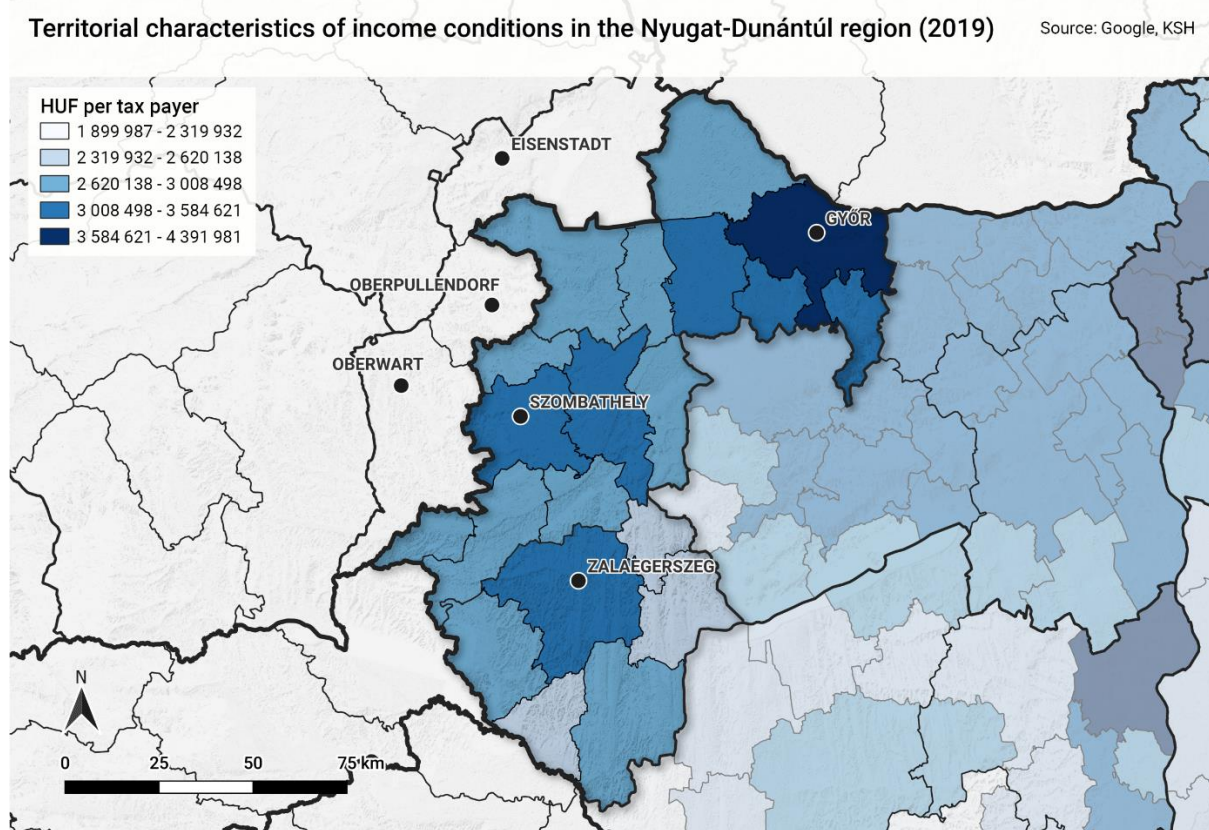 Territorial characteristics of income conditions in the Nyugat-Dunántúl region (2019)
Source: Google, KSH
HUF per tax payer
1 899 987 - 2 319 932
2 319 932 - 2 620 138
2 620 138 - 3 008 498
3 008 498 - 3 584 621
3 584 621 - 4 391 981
EISENSTADT
GYŐR
OBERPULLENDORF
OBERWART
SZOMBATHELY
ZALAEGERSZEG
N
0 25 50 75 km